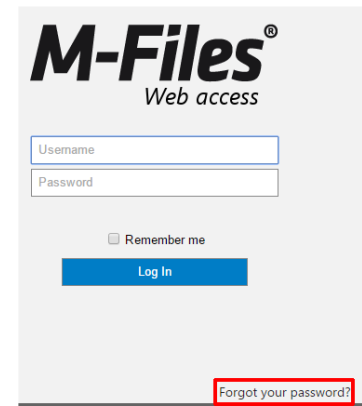 M-Files®
Web access
Username
Password
Remember me
Log In
Forgot your password?